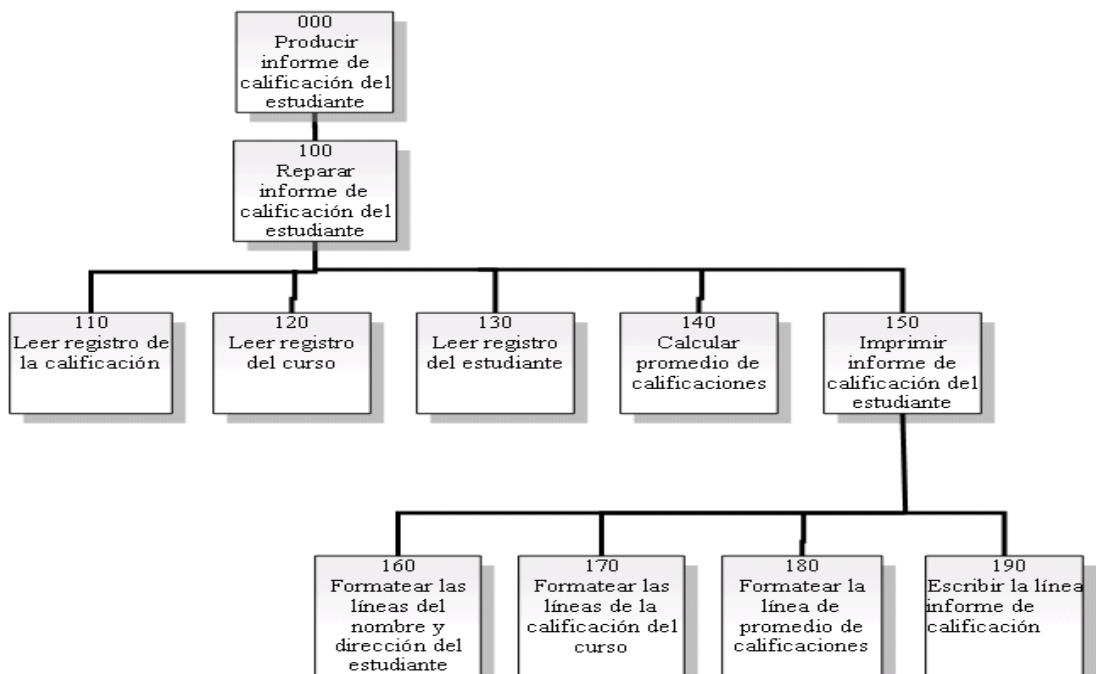 000
Producir
informe de
calificación del
estudiante
100
Reparar
informe de
calificación del
estudiante
110
Leer registro de
la calificación
120
Leer registro
del curso
130
Leer registro
del estudiante
140
Calcular
promedio de
calificaciones
150
Imprimir
informe de
calificación del
estudiante
160
Formatear las
líneas del
nombre y
dirección del
estudiante
170
Formatear las
líneas de la
calificación del
curso
180
Formatear la
línea de
promedio de
calificaciones
190
Escribir la línea
informe de
calificación